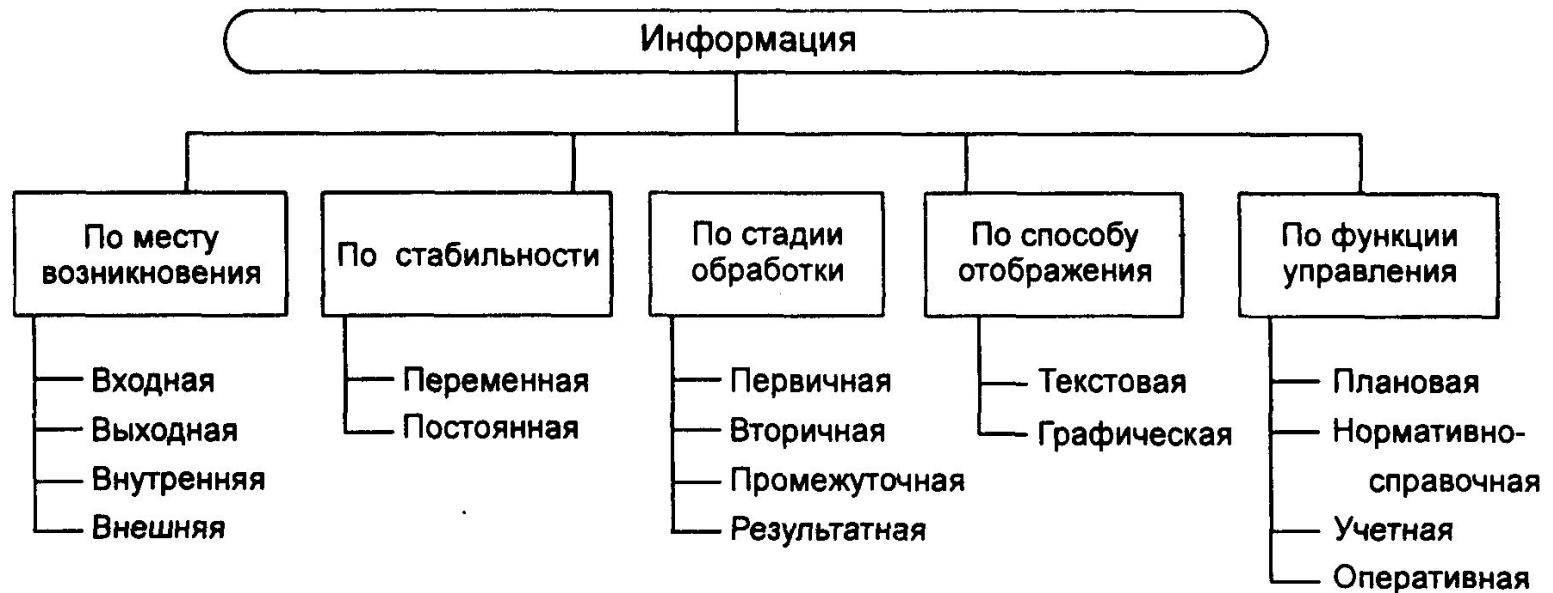 Информация
По месту
возникновения
Входная
Выходная
Внутренняя
Внешняя
По стабильности
Переменная
Постоянная
По стадии
обработки
Первичная
Вторичная
Промежуточная
Результатная
По способу
отображения
Текстовая
Графическая
По функции
управления
Плановая
Нормативно-
справочная
Учетная
Оперативная